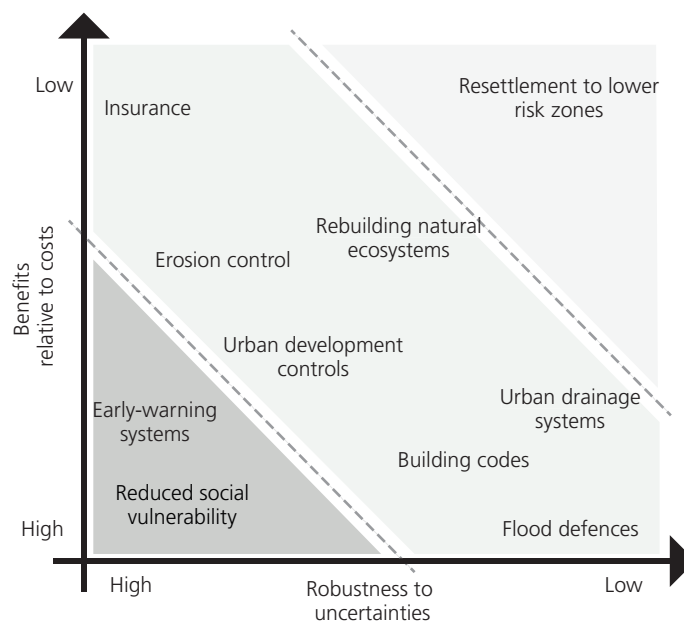 Low
Insurance
Resettlement to lower
risk zones
Rebuilding natural
ecosystems
Erosion control
Benefits
relative to costs
Urban development
controls
Urban drainage
systems
Early-warning
systems
Building codes
Reduced social
vulnerability
High
Flood defences
High
Robustness to
uncertainties
Low